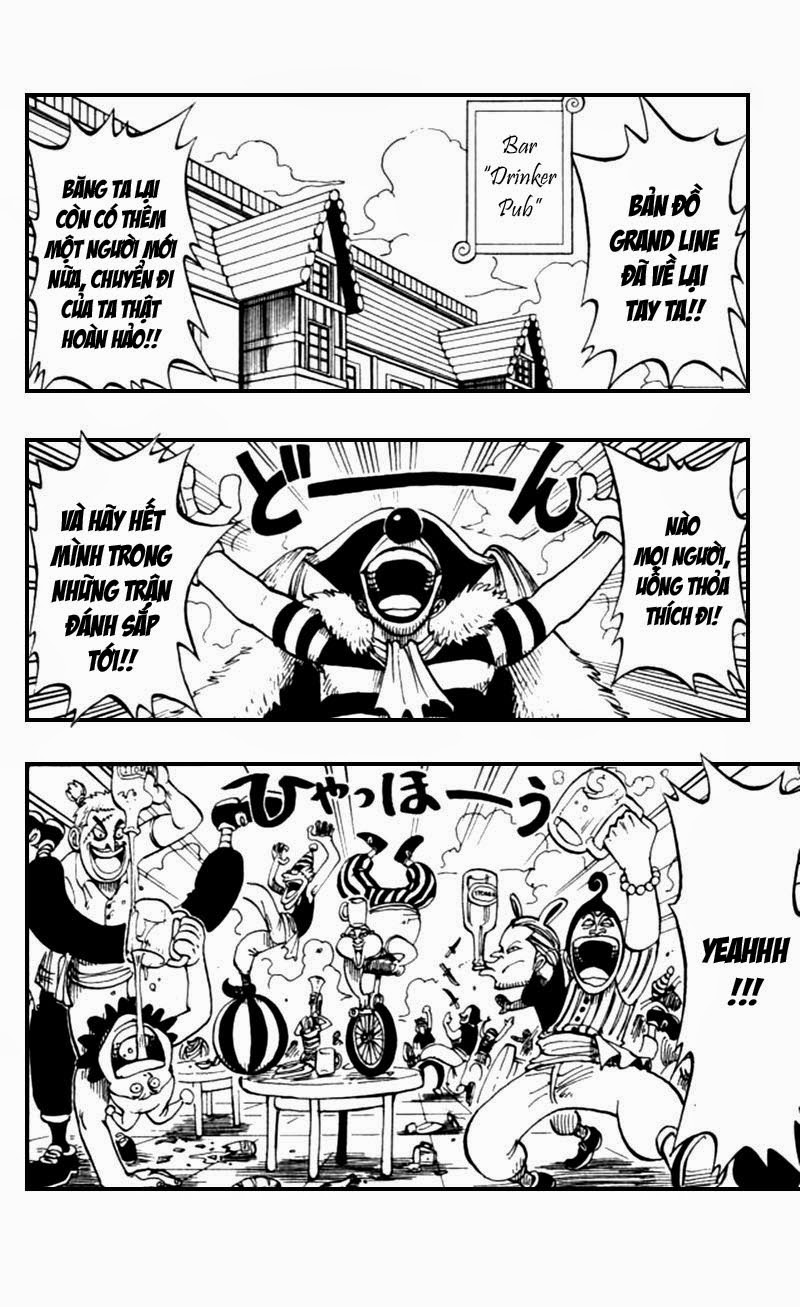 BẢN ĐỒ
GRAND LINE
ĐÃ VỀ LẠI
TAY TA!!
Bar
"Drinker
Pub"
BĂNG TA LẠI
CÒN CÓ THÊM
MỘT NGƯỜI MỚI
NỮA, CHUYỂN ĐI
CỦA TA THẬT
HOÀN HẢO!!
NÀO
MỌI NGƯỜI,
UỐNG THỎA
THÍCH ĐI!
どーん
VÀ HÃY HẾT
MÌNH TRONG
NHỮNG TRẬN
ĐÁNH SẮP
TỚI!!
ひゃっほーう
YEAHHH
!!!